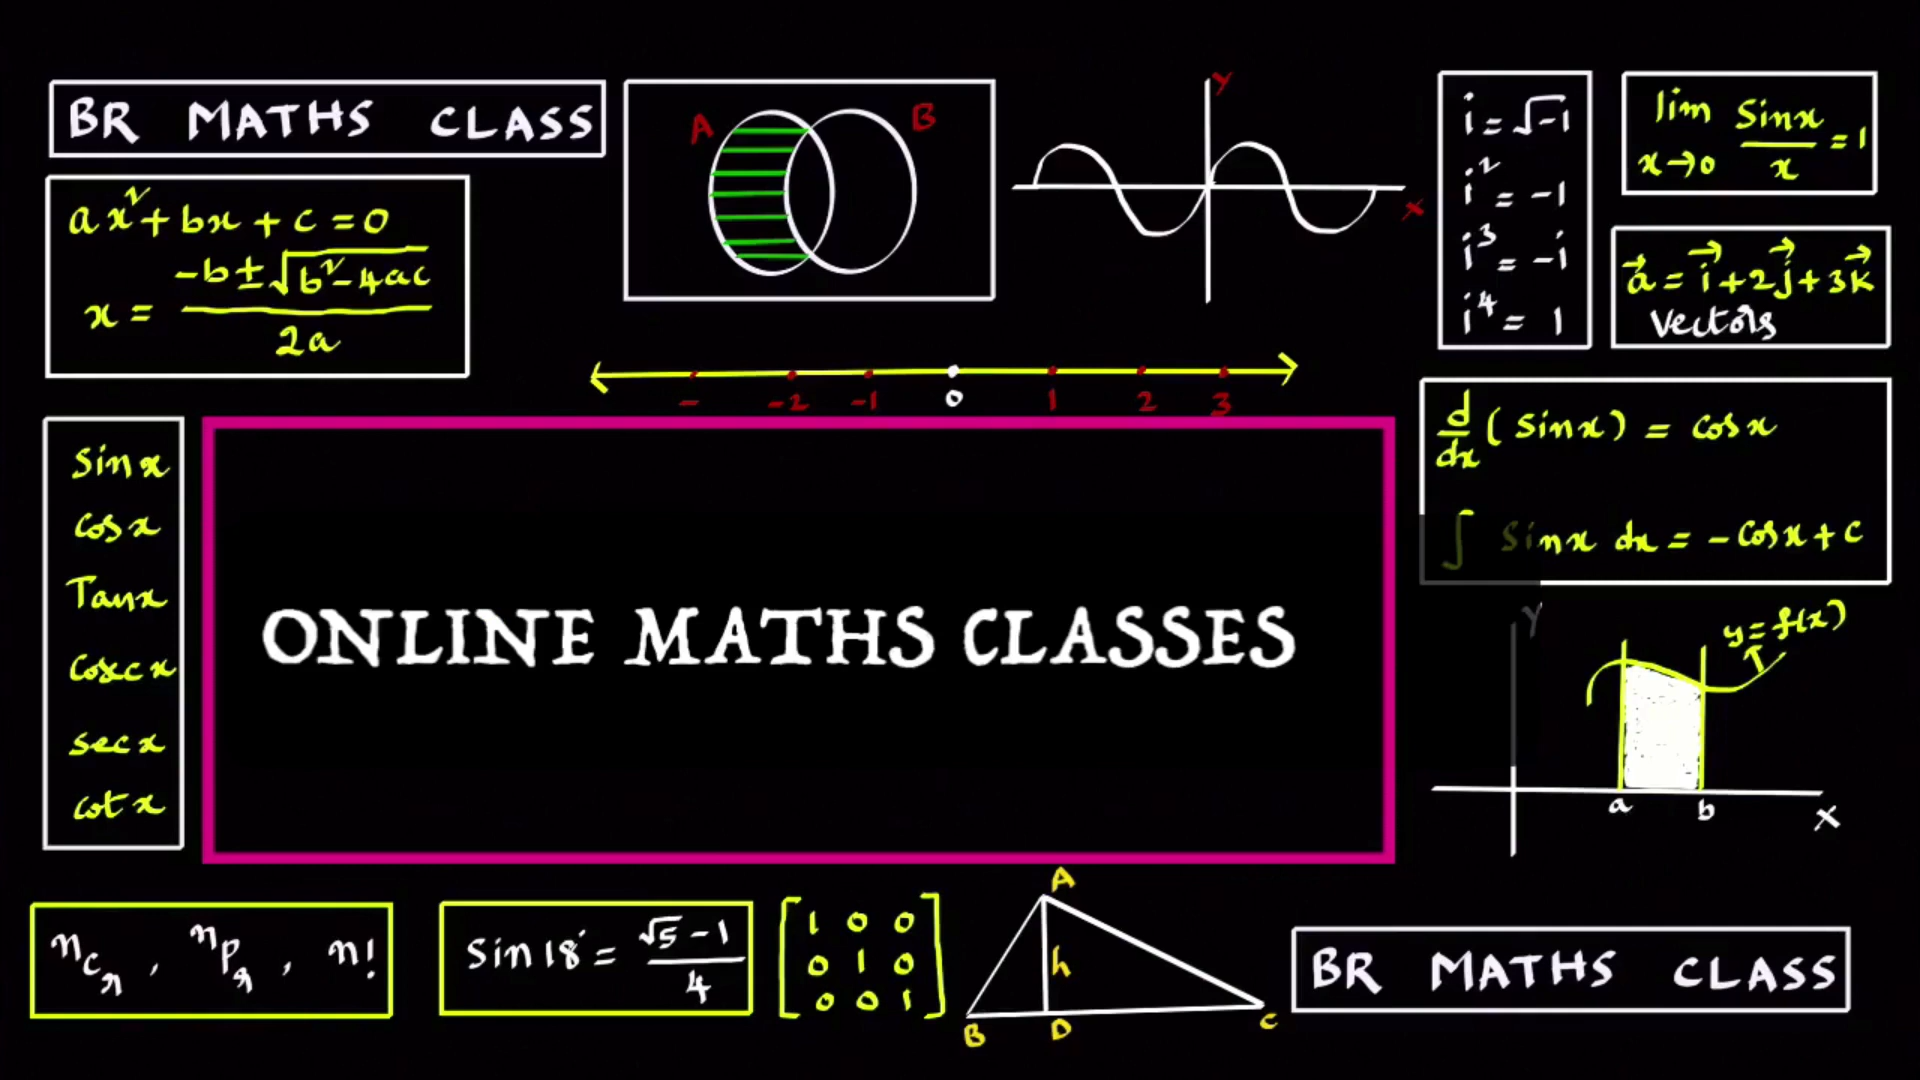 BR MATHS CLASS
ax² + bx + c = 0
x = -b ± √b² - 4ac
2a
A B
Y
X
- -2 -1 0 1 2 3
i = √-1
i² = -1
i³ = -i
i⁴ = 1
lim sinx = 1
x→0 x
a⃗ = i⃗ + 2j⃗ + 3k⃗
Vectors
sinx
cosx
Tanx
cosecx
secx
cotx
ONLINE MATHS CLASSES
d/dx (sinx) = cosx
∫ sinx dx = -cosx + c
Y
y = f(x)
a b
X
nCr , nPr , n!
Sin18° = √5 - 1
4
1 0 0
0 1 0
0 0 1
A
h
B D C
BR MATHS CLASS